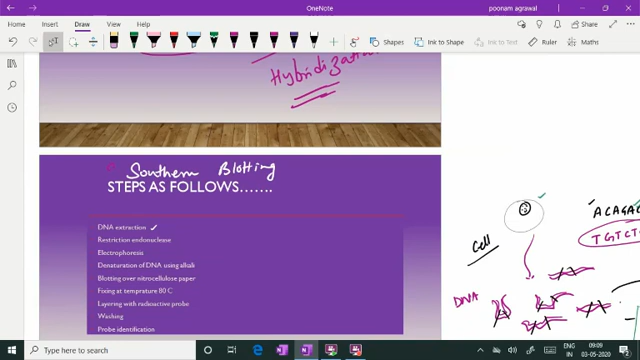 OneNote
poonam agrawal
Home Insert Draw View Help
Share
Shapes Ink to Shape Ink to Text Ruler Maths
Hybridization
Southern Blotting
STEPS AS FOLLOWS.......
DNA extraction ✓
Restriction endonuclease
Electrophoresis
Denaturation of DNA using alkali
Blotting over nitrocellulose paper
Fixing at temprature 80 C
Layering with radioactive probe
Washing
Probe identification
Cell
ACAGAC
TGTCT
DNA
Type here to search
ENG
IN
09:09
03-05-2020